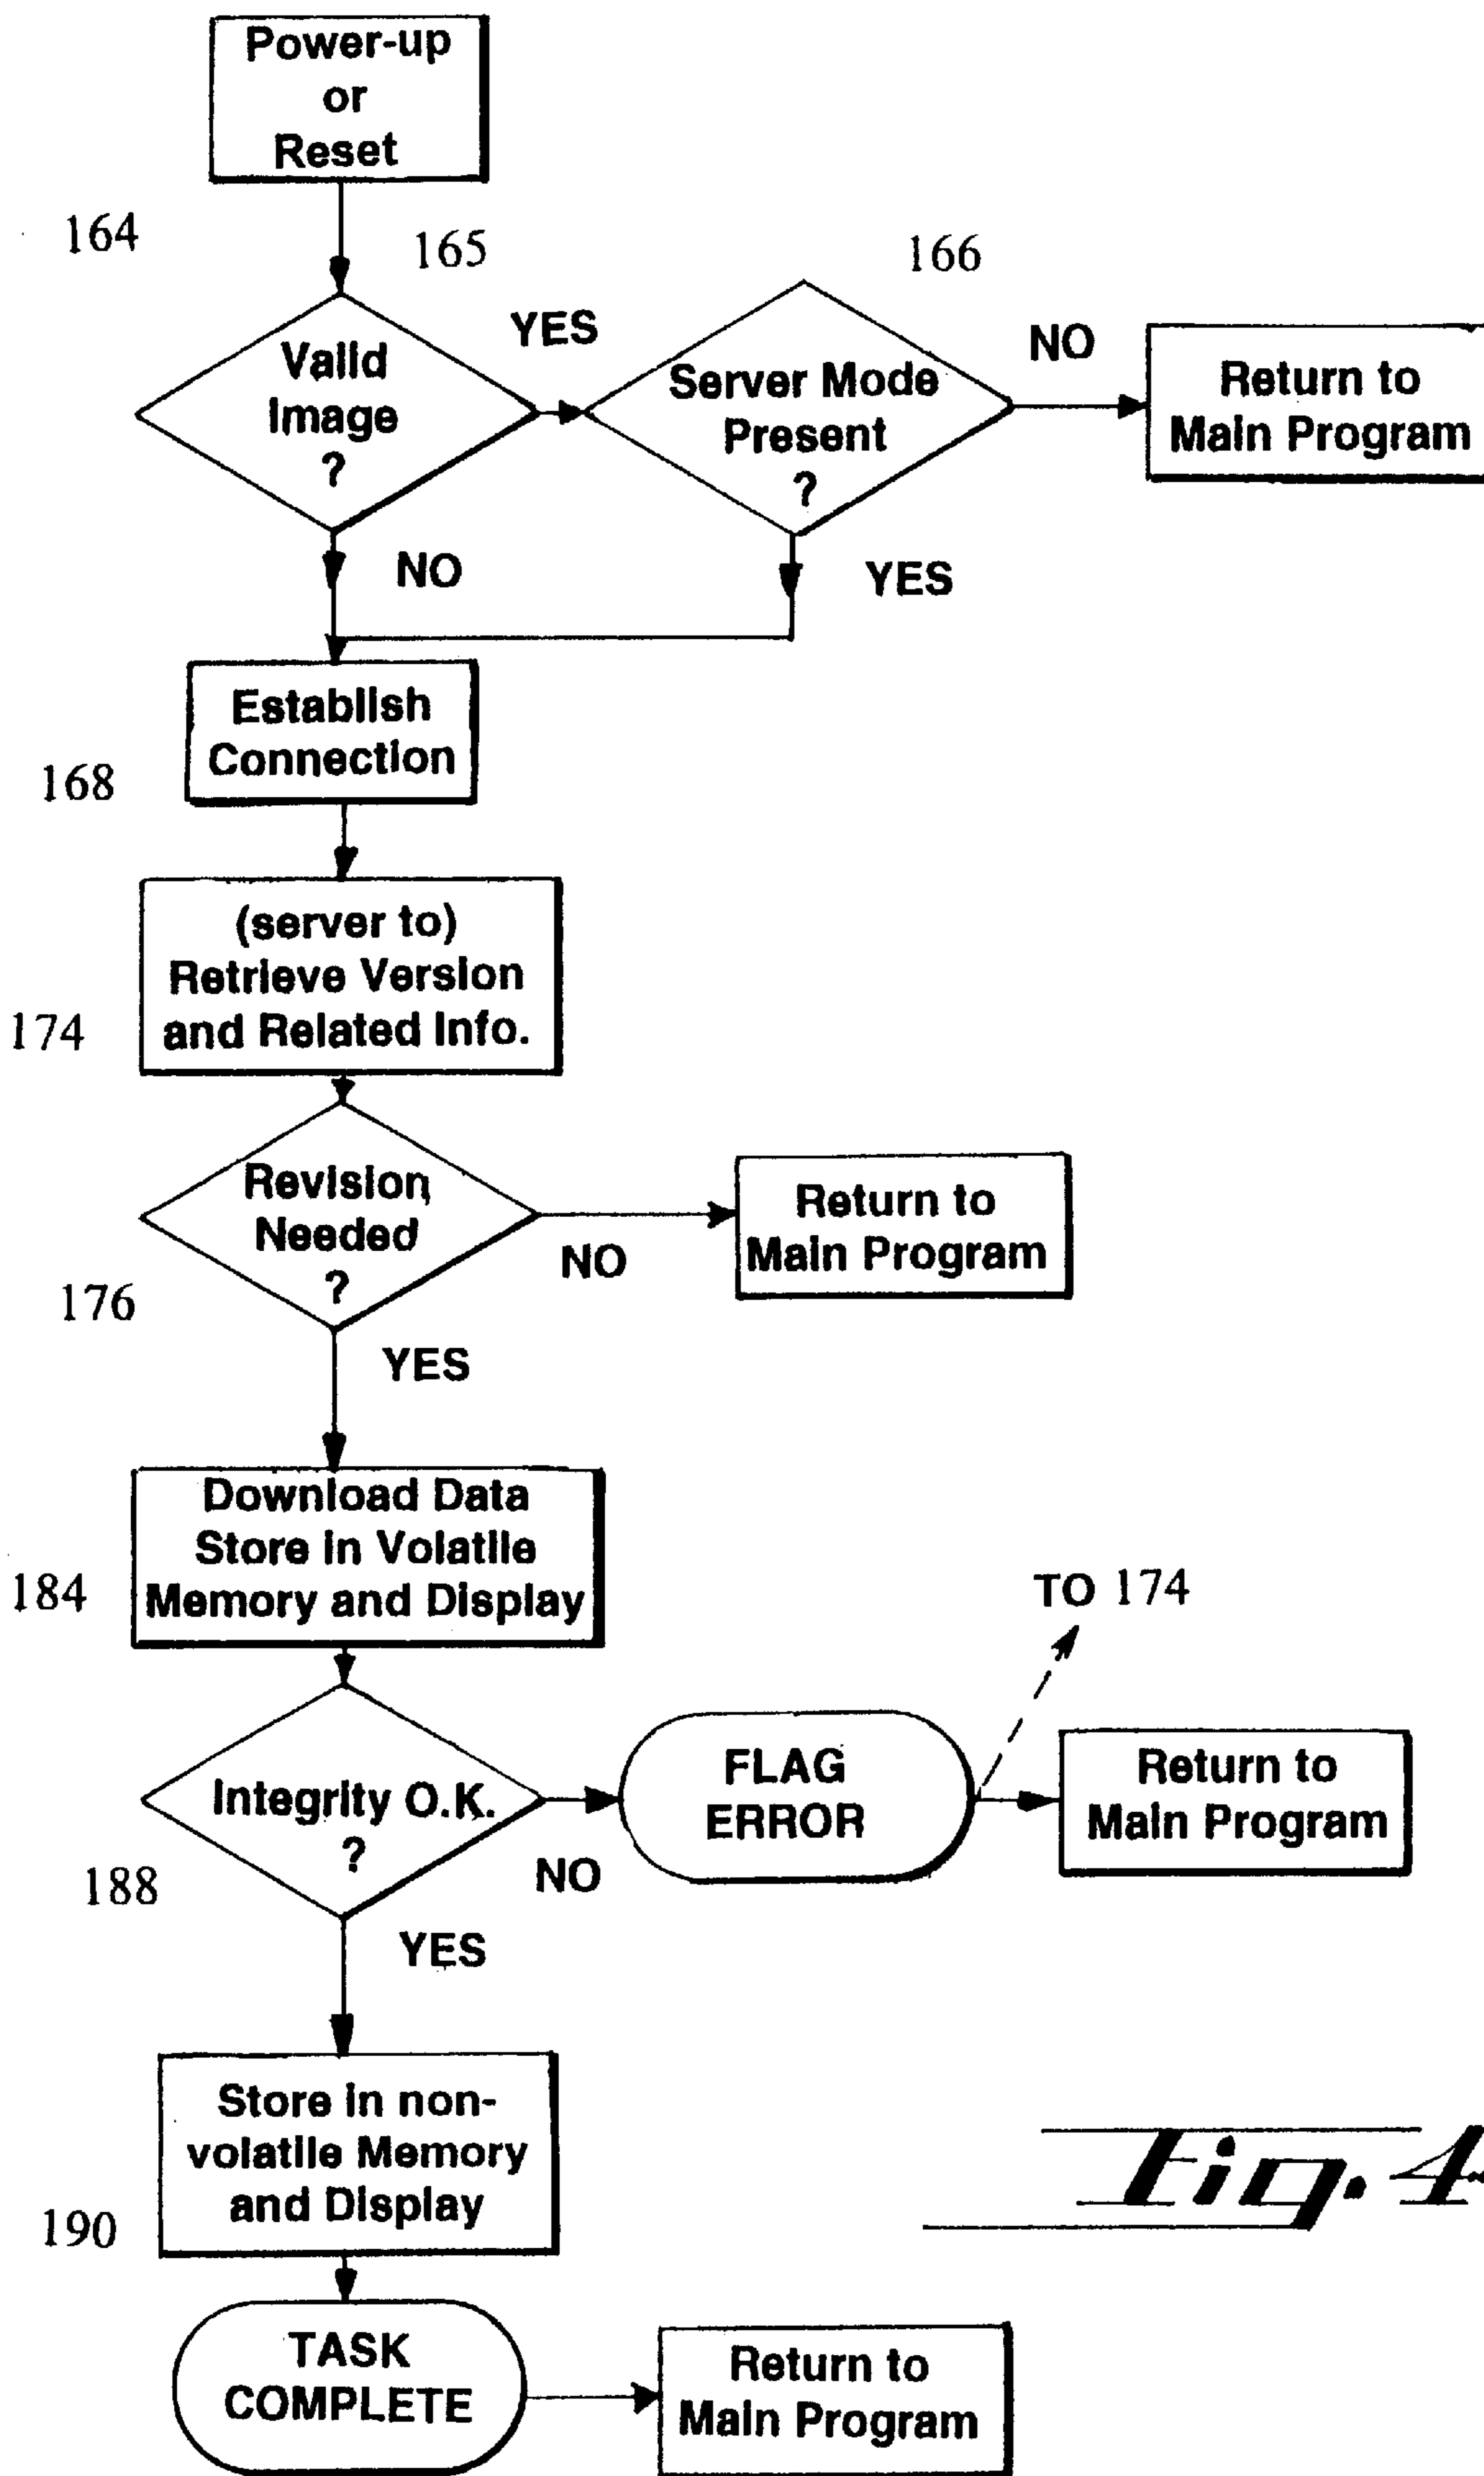 Power-up
or
Reset
164
165
166
Valid
Image
?
YES
Server Mode
Present
?
NO
Return to
Main Program
NO
YES
Establish
Connection
168
(server to)
Retrieve Version
and Related Info.
174
Revision
Needed
?
NO
Return to
Main Program
176
YES
Download Data
Store in Volatile
Memory and Display
184
TO 174
Integrity O.K.
?
NO
FLAG
ERROR
Return to
Main Program
188
YES
Store in non-
volatile Memory
and Display
190
Fig. 4
TASK
COMPLETE
Return to
Main Program